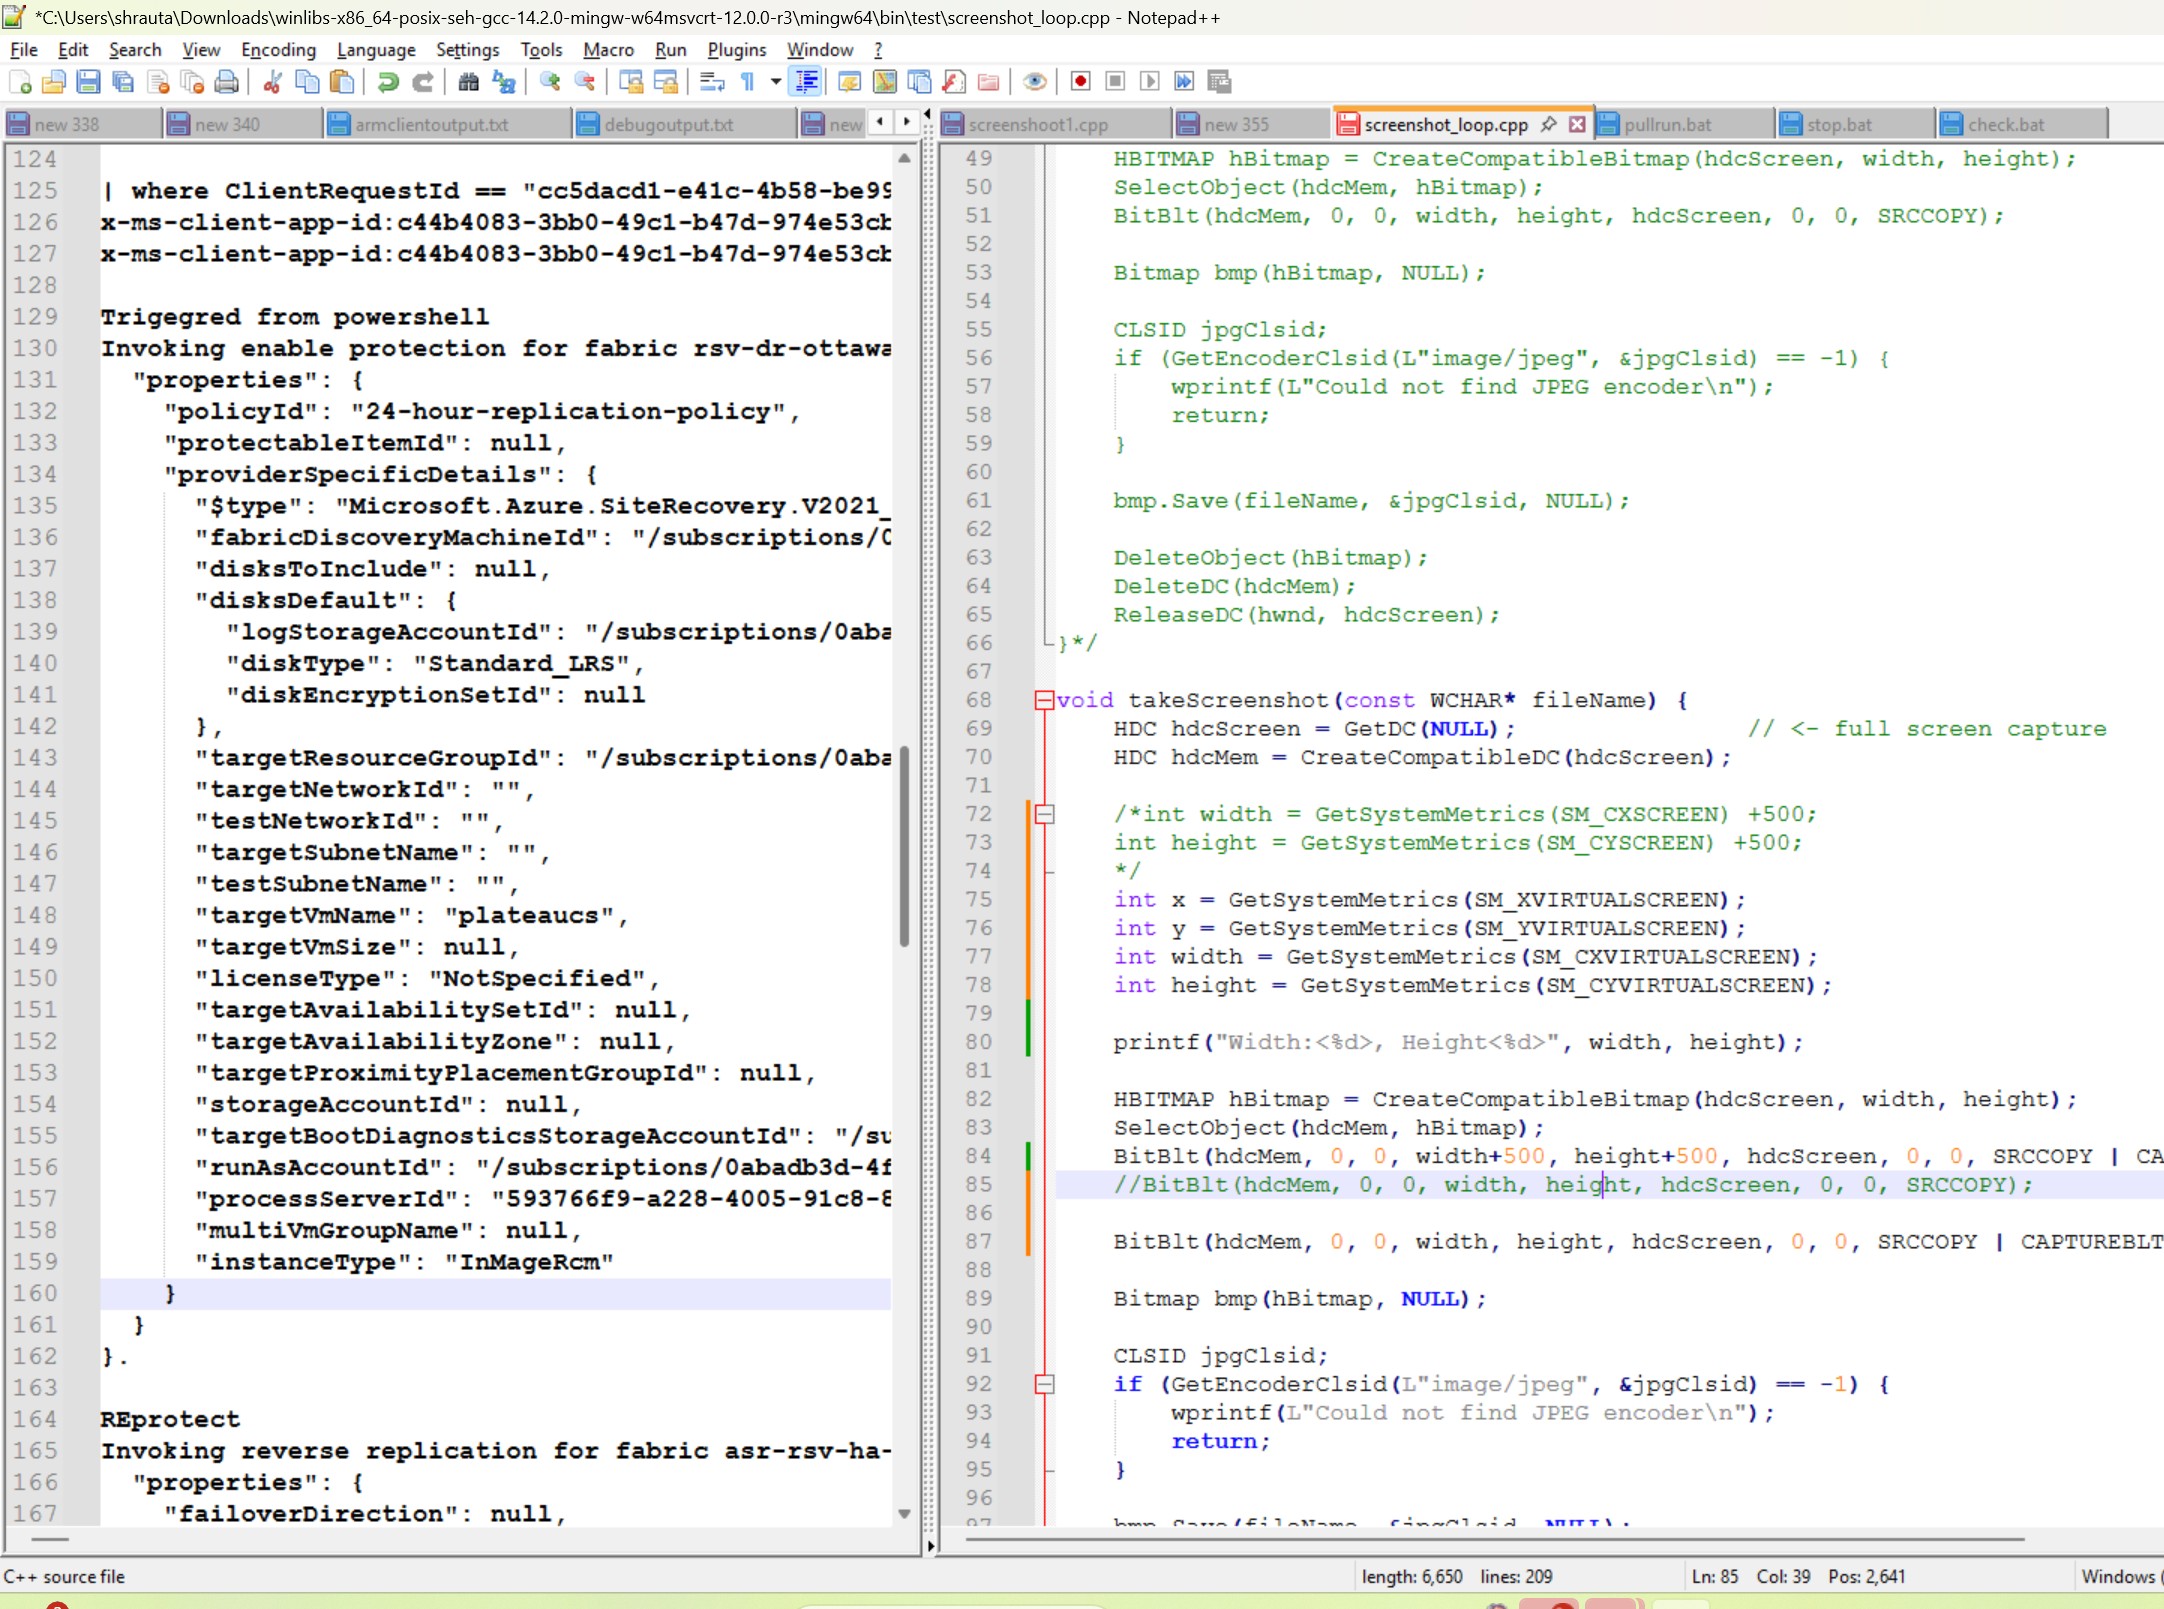 *C:\Users\shrauta\Downloads\winlibs-x86_64-posix-seh-gcc-14.2.0-mingw-w64msvcrt-12.0.0-r3\mingw64\bin\test\screenshot_loop.cpp - Notepad++
File Edit Search View Encoding Language Settings Tools Macro Run Plugins Window ?
new 338 new 340 armclientoutput.txt debugoutput.txt new
124
125 | where ClientRequestId == "cc5dacd1-e41c-4b58-be99
126 x-ms-client-app-id:c44b4083-3bb0-49c1-b47d-974e53cb
127 x-ms-client-app-id:c44b4083-3bb0-49c1-b47d-974e53cb
128
129 Trigegred from powershell
130 Invoking enable protection for fabric rsv-dr-ottawa
131 "properties": {
132 "policyId": "24-hour-replication-policy",
133 "protectableItemId": null,
134 "providerSpecificDetails": {
135 "$type": "Microsoft.Azure.SiteRecovery.V2021_
136 "fabricDiscoveryMachineId": "/subscriptions/0
137 "disksToInclude": null,
138 "disksDefault": {
139 "logStorageAccountId": "/subscriptions/0aba
140 "diskType": "Standard_LRS",
141 "diskEncryptionSetId": null
142 },
143 "targetResourceGroupId": "/subscriptions/0aba
144 "targetNetworkId": "",
145 "testNetworkId": "",
146 "targetSubnetName": "",
147 "testSubnetName": "",
148 "targetVmName": "plateaucs",
149 "targetVmSize": null,
150 "licenseType": "NotSpecified",
151 "targetAvailabilitySetId": null,
152 "targetAvailabilityZone": null,
153 "targetProximityPlacementGroupId": null,
154 "storageAccountId": null,
155 "targetBootDiagnosticsStorageAccountId": "/su
156 "runAsAccountId": "/subscriptions/0abadb3d-4f
157 "processServerId": "593766f9-a228-4005-91c8-8
158 "multiVmGroupName": null,
159 "instanceType": "InMageRcm"
160 }
161 }
162 }.
163
164 REprotect
165 Invoking reverse replication for fabric asr-rsv-ha-
166 "properties": {
167 "failoverDirection": null,
screenshoot1.cpp new 355 screenshot_loop.cpp pullrun.bat stop.bat check.bat
49 HBITMAP hBitmap = CreateCompatibleBitmap(hdcScreen, width, height);
50 SelectObject(hdcMem, hBitmap);
51 BitBlt(hdcMem, 0, 0, width, height, hdcScreen, 0, 0, SRCCOPY);
52
53 Bitmap bmp(hBitmap, NULL);
54
55 CLSID jpgClsid;
56 if (GetEncoderClsid(L"image/jpeg", &jpgClsid) == -1) {
57 wprintf(L"Could not find JPEG encoder\n");
58 return;
59 }
60
61 bmp.Save(fileName, &jpgClsid, NULL);
62
63 DeleteObject(hBitmap);
64 DeleteDC(hdcMem);
65 ReleaseDC(hwnd, hdcScreen);
66 }*/
67
68 void takeScreenshot(const WCHAR* fileName) {
69 HDC hdcScreen = GetDC(NULL); // <- full screen capture
70 HDC hdcMem = CreateCompatibleDC(hdcScreen);
71
72 /*int width = GetSystemMetrics(SM_CXSCREEN) +500;
73 int height = GetSystemMetrics(SM_CYSCREEN) +500;
74 */
75 int x = GetSystemMetrics(SM_XVIRTUALSCREEN);
76 int y = GetSystemMetrics(SM_YVIRTUALSCREEN);
77 int width = GetSystemMetrics(SM_CXVIRTUALSCREEN);
78 int height = GetSystemMetrics(SM_CYVIRTUALSCREEN);
79
80 printf("Width:<%d>, Height<%d>", width, height);
81
82 HBITMAP hBitmap = CreateCompatibleBitmap(hdcScreen, width, height);
83 SelectObject(hdcMem, hBitmap);
84 BitBlt(hdcMem, 0, 0, width+500, height+500, hdcScreen, 0, 0, SRCCOPY | CA
85 //BitBlt(hdcMem, 0, 0, width, height, hdcScreen, 0, 0, SRCCOPY);
86
87 BitBlt(hdcMem, 0, 0, width, height, hdcScreen, 0, 0, SRCCOPY | CAPTUREBLT
88
89 Bitmap bmp(hBitmap, NULL);
90
91 CLSID jpgClsid;
92 if (GetEncoderClsid(L"image/jpeg", &jpgClsid) == -1) {
93 wprintf(L"Could not find JPEG encoder\n");
94 return;
95 }
96
97 bmp.Save(fileName, &jpgClsid, NULL);
C++ source file length: 6,650 lines: 209 Ln: 85 Col: 39 Pos: 2,641 Windows (